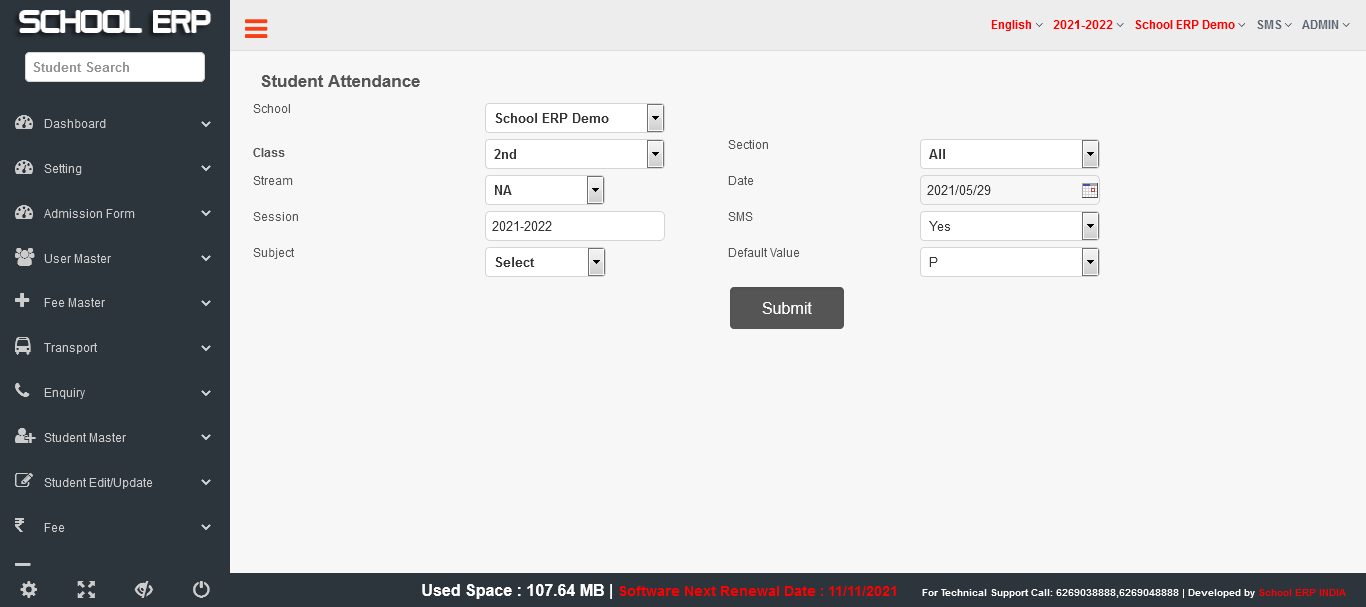 SCHOOL ERP
English 2021-2022 School ERP Demo SMS ADMIN
Student Search
Dashboard
Setting
Admission Form
User Master
Fee Master
Transport
Enquiry
Student Master
Student Edit/Update
₹ Fee
Student Attendance
School School ERP Demo
Class 2nd Section All
Stream NA Date 2021/05/29
Session 2021-2022 SMS Yes
Subject Select Default Value P
Submit
Used Space : 107.64 MB | Software Next Renewal Date : 11/11/2021 For Technical Support Call: 6269038888,6269048888 | Developed by School ERP INDIA